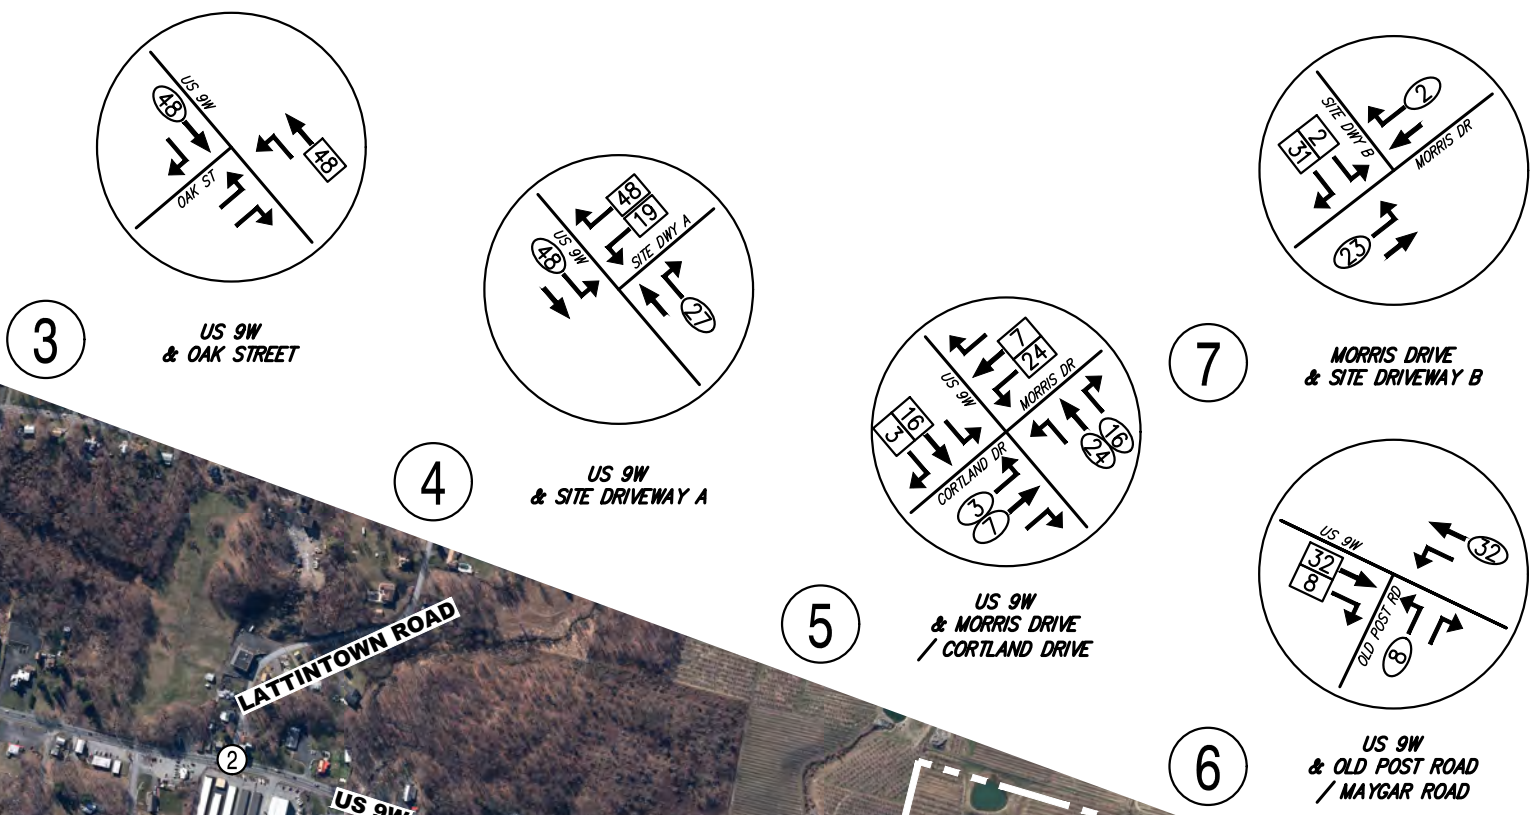 US 9W
48
48
OAK ST
3
US 9W
& OAK STREET
48
19
US 9W
48
SITE DWY A
27
4
US 9W
& SITE DRIVEWAY A
7
24
US 9W
MORRIS DR
16
3
CORTLAND DR
16
24
3
7
5
US 9W
& MORRIS DRIVE
/ CORTLAND DRIVE
2
SITE DWY B
2
31
MORRIS DR
23
7
MORRIS DRIVE
& SITE DRIVEWAY B
US 9W
32
32
8
OLD POST RD
8
6
US 9W
& OLD POST ROAD
/ MAYGAR ROAD
LATTINTOWN ROAD
2
US 9W